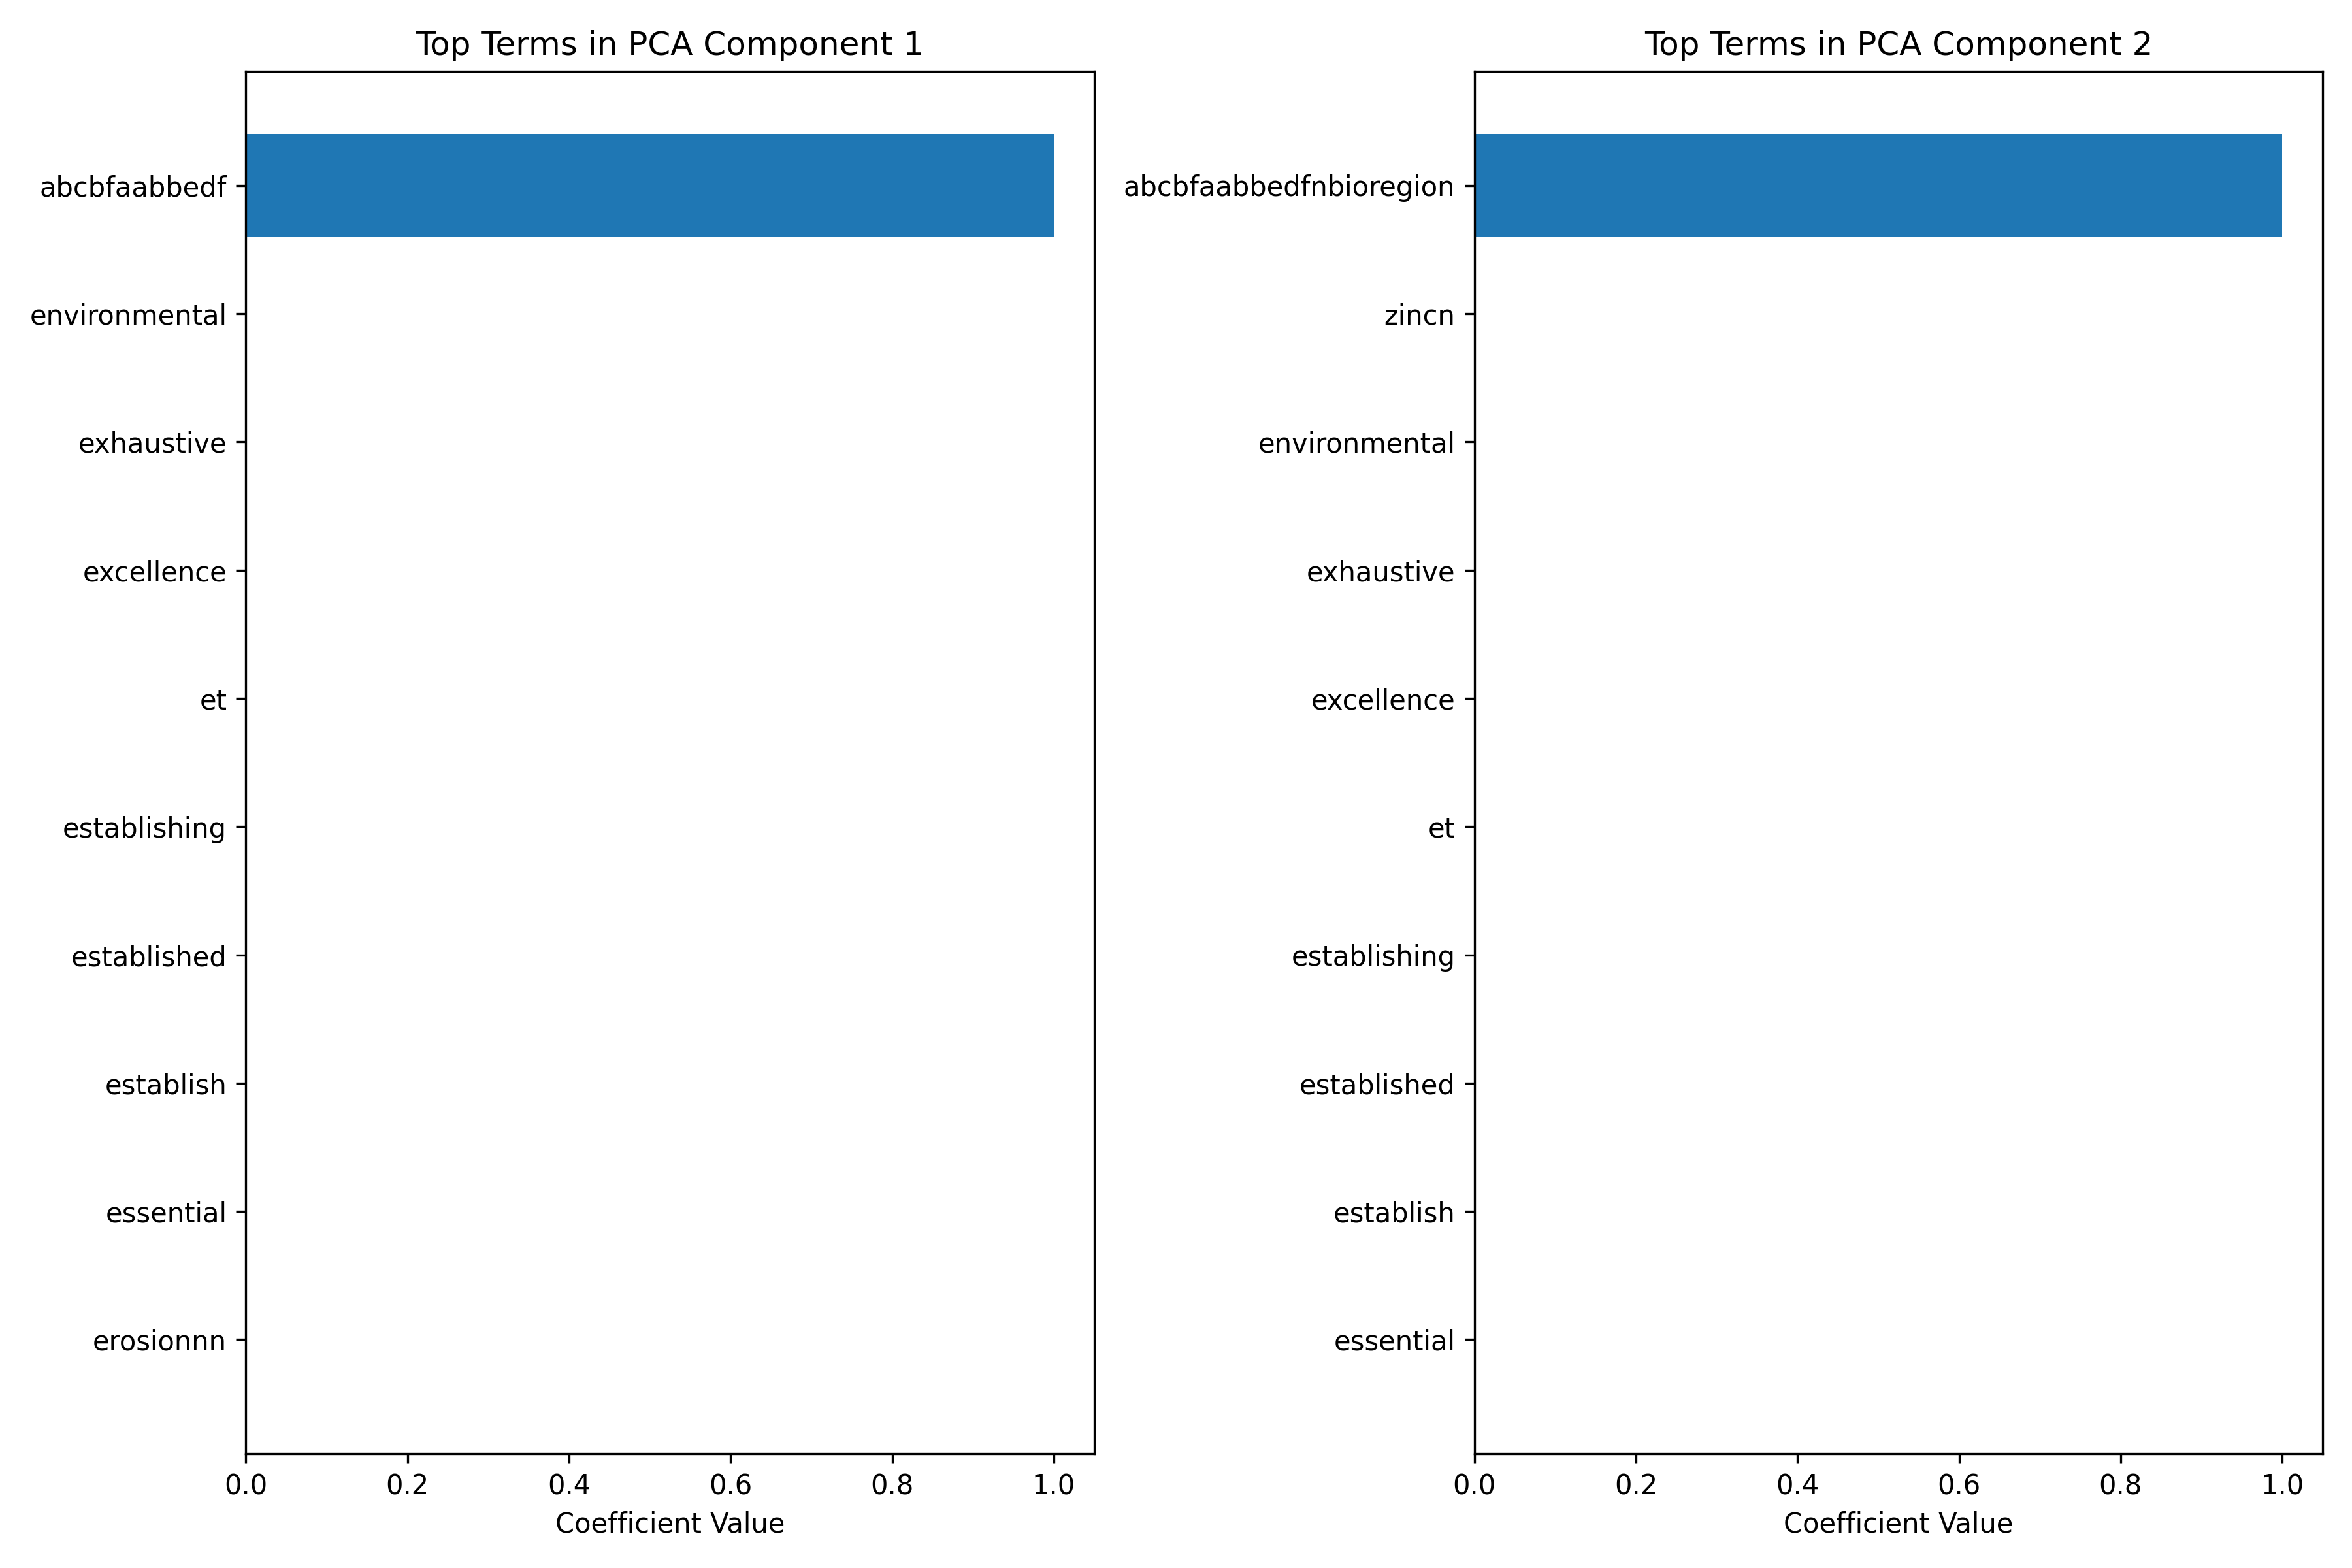 Top Terms in PCA Component 1
abcbfaabbedf
environmental
exhaustive
excellence
et
establishing
established
establish
essential
erosionnn
0.0 0.2 0.4 0.6 0.8 1.0
Coefficient Value
Top Terms in PCA Component 2
abcbfaabbedfnbioregion
zincn
environmental
exhaustive
excellence
et
establishing
established
establish
essential
0.0 0.2 0.4 0.6 0.8 1.0
Coefficient Value